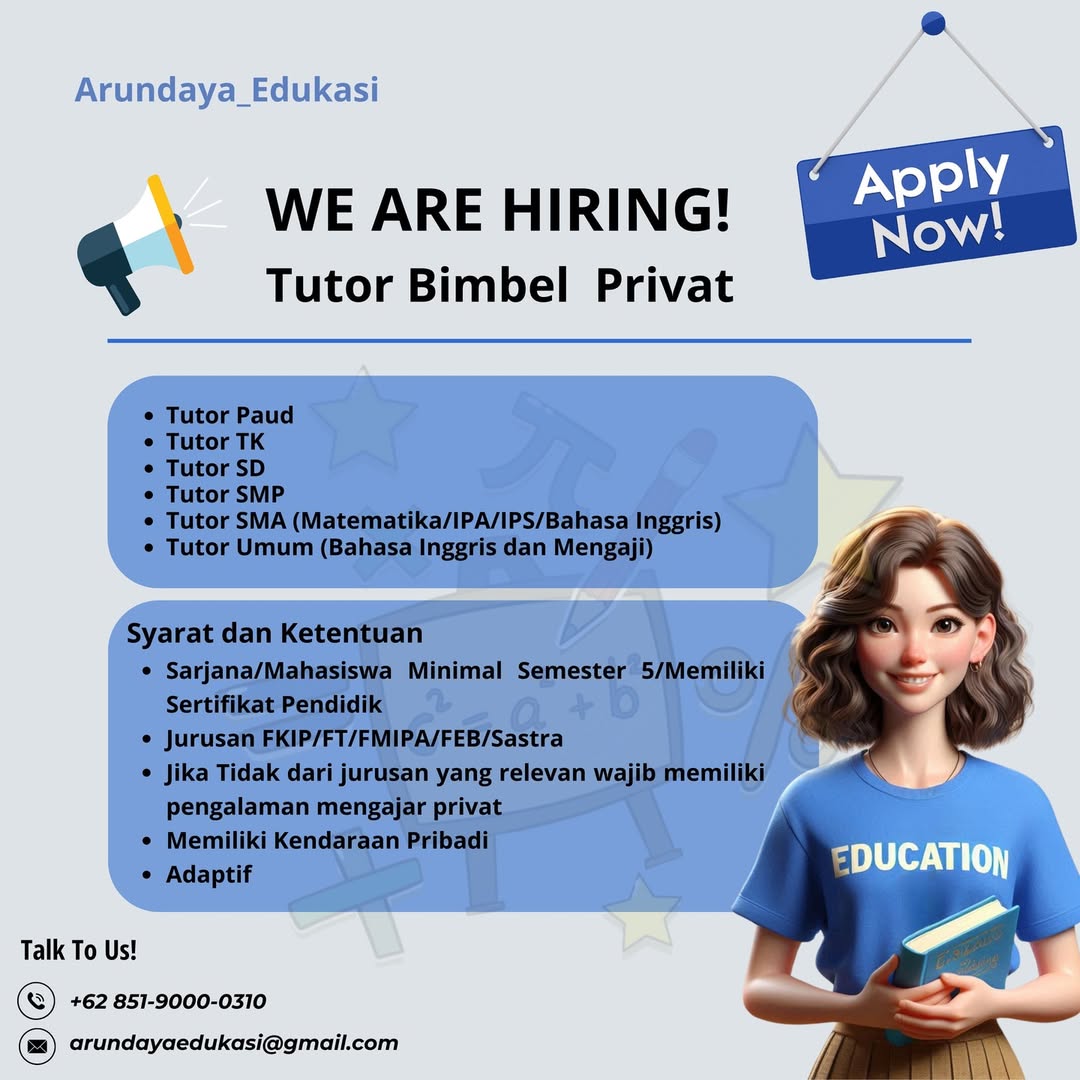 Arundaya_Edukasi
Apply
Now!
WE ARE HIRING!
Tutor Bimbel Privat
• Tutor Paud
• Tutor TK
• Tutor SD
• Tutor SMP
• Tutor SMA (Matematika/IPA/IPS/Bahasa Inggris)
• Tutor Umum (Bahasa Inggris dan Mengaji)
Syarat dan Ketentuan
• Sarjana/Mahasiswa Minimal Semester 5/Memiliki
Sertifikat Pendidik
• Jurusan FKIP/FT/FMIPA/FEB/Sastra
• Jika Tidak dari jurusan yang relevan wajib memiliki
pengalaman mengajar privat
• Memiliki Kendaraan Pribadi
• Adaptif
c² = a² + b²
EDUCATION
Talk To Us!
+62 851-9000-0310
arundayaedukasi@gmail.com